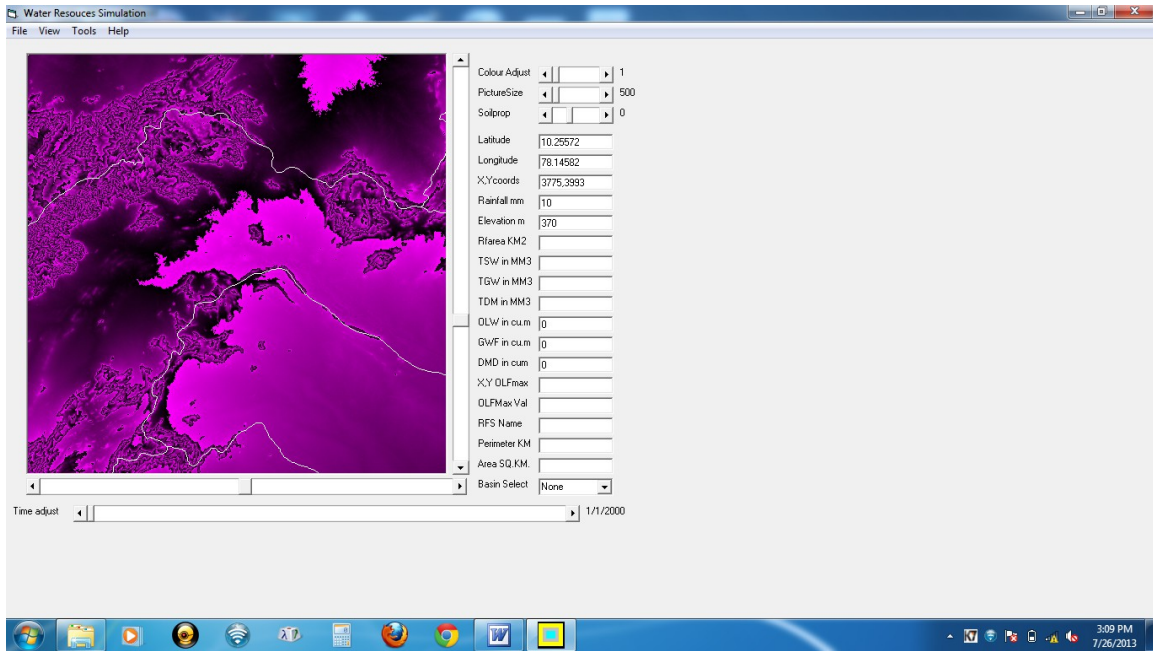 Water Resouces Simulation
File View Tools Help
Colour Adjust 1
PictureSize 500
Soilprop 0
Latitude 10.25572
Longitude 78.14582
X,Ycoords 3775,3993
Rainfall mm 10
Elevation m 370
Rfarea KM2
TSW in MM3
TGW in MM3
TDM in MM3
OLW in cu.m 0
GWF in cu.m 0
DMD in cum 0
X,Y OLFmax
OLFMax Val
RFS Name
Perimeter KM
Area SQ.KM.
Basin Select None
Time adjust 1/1/2000
3:09 PM
7/26/2013